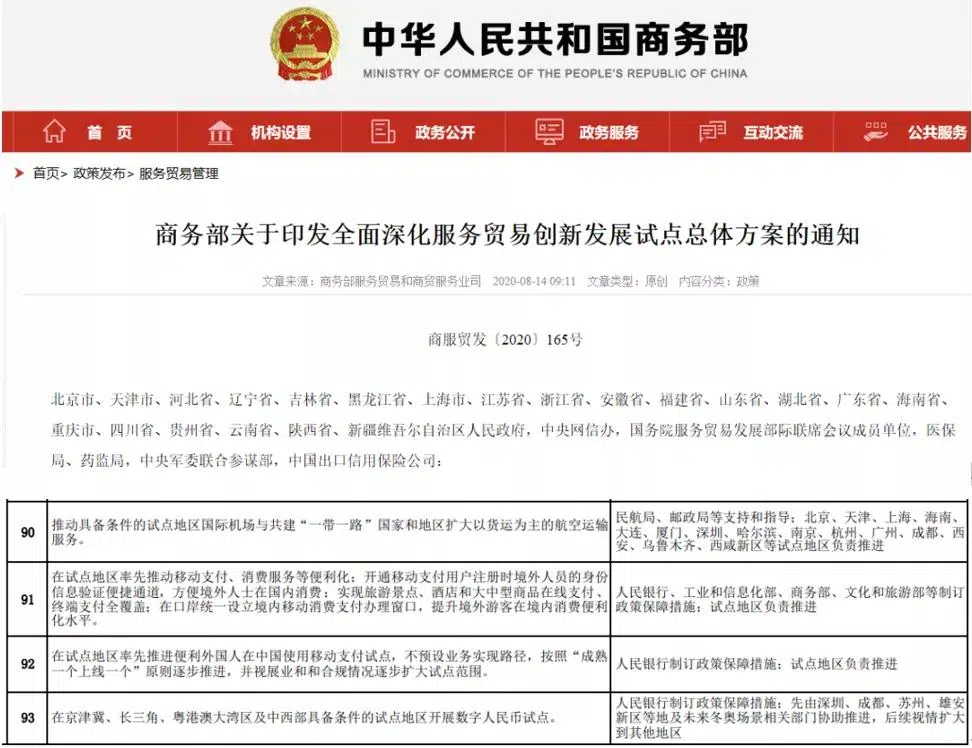 中华人民共和国商务部
MINISTRY OF COMMERCE OF THE PEOPLE'S REPUBLIC OF CHINA
首 页 机构设置 政务公开 政务服务 互动交流 公共服务
首页> 政策发布> 服务贸易管理
商务部关于印发全面深化服务贸易创新发展试点总体方案的通知
文章来源：商务部服务贸易和商贸服务业司 2020-08-14 09:11 文章类型：原创 内容分类：政策
商服贸发〔2020〕165号
北京市、天津市、河北省、辽宁省、吉林省、黑龙江省、上海市、江苏省、浙江省、安徽省、福建省、山东省、湖北省、广东省、海南省、
重庆市、四川省、贵州省、云南省、陕西省、新疆维吾尔自治区人民政府，中央网信办，国务院服务贸易发展部际联席会议成员单位，医保
局、药监局，中央军委联合参谋部，中国出口信用保险公司：
90
推动具备条件的试点地区国际机场与共建“一带一路”国家和地区扩大以货运为主的航空运输
服务。
民航局、邮政局等支持和指导；北京、天津、上海、海南、
大连、厦门、深圳、哈尔滨、南京、杭州、广州、成都、西
安、乌鲁木齐、西咸新区等试点地区负责推进
91
在试点地区率先推动移动支付、消费服务等便利化；开通移动支付用户注册时境外人员的身份
信息验证便捷通道，方便境外人士在国内消费；实现旅游景点、酒店和大中型商品在线支付、
终端支付全覆盖；在口岸统一设立境内移动消费支付办理窗口，提升境外游客在境内消费便利
化水平。
人民银行、工业和信息化部、商务部、文化和旅游部等制订
政策保障措施；试点地区负责推进
92
在试点地区率先推进便利外国人在中国使用移动支付试点，不预设业务实现路径，按照“成熟
一个上线一个”原则逐步推进，并视展业和和合规情况逐步扩大试点范围。
人民银行制订政策保障措施；试点地区负责推进
93
在京津冀、长三角、粤港澳大湾区及中西部具备条件的试点地区开展数字人民币试点。
人民银行制订政策保障措施；先由深圳、成都、苏州、雄安
新区等地及未来冬奥场景相关部门协助推进，后续视情扩大
到其他地区